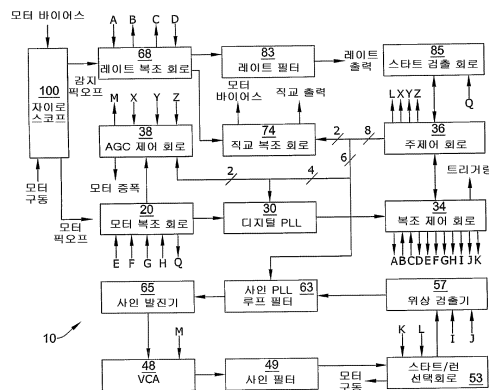 모터 바이어스
A B C D
68
레이트 복조 회로
83
레이트 필터
레이트
출력
85
스타트 검출 회로
100
자이로
스코프
감지
픽오프
M X Y Z
모터
바이어스
직교 출력
L X Y Z
Q
38
AGC 제어 회로
74
직교 복조 회로
2
8
6
36
주제어 회로
모터
구동
모터 증폭
2
4
트리거링
모터
픽오프
20
모터 복조 회로
30
디지털 PLL
34
복조 제어 회로
E F G H Q
A B C D E F G H I J K
65
사인 발진기
사인 PLL
루프 필터
63
57
위상 검출기
10
M
K L I J
48
VCA
49
사인 필터
모터
구동
스타트/런
선택회로
53